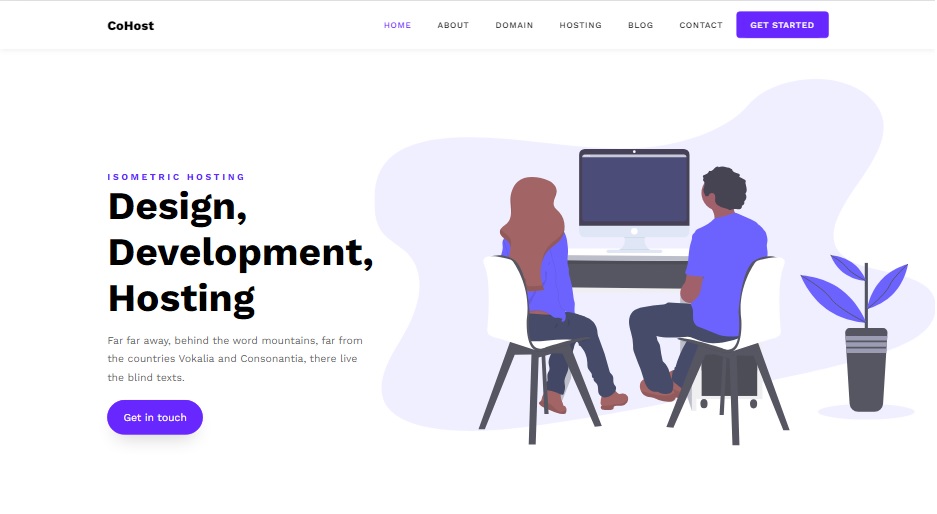 CoHost
HOME ABOUT DOMAIN HOSTING BLOG CONTACT GET STARTED
ISOMETRIC HOSTING
Design,
Development,
Hosting
Far far away, behind the word mountains, far from
the countries Vokalia and Consonantia, there live
the blind texts.
Get in touch